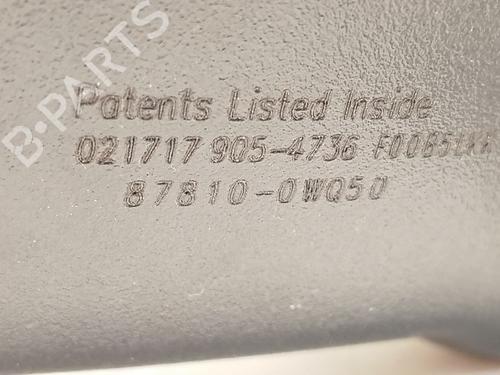 B-PARTS
Patents Listed Inside
021717 905-4736
87810-0WQ50